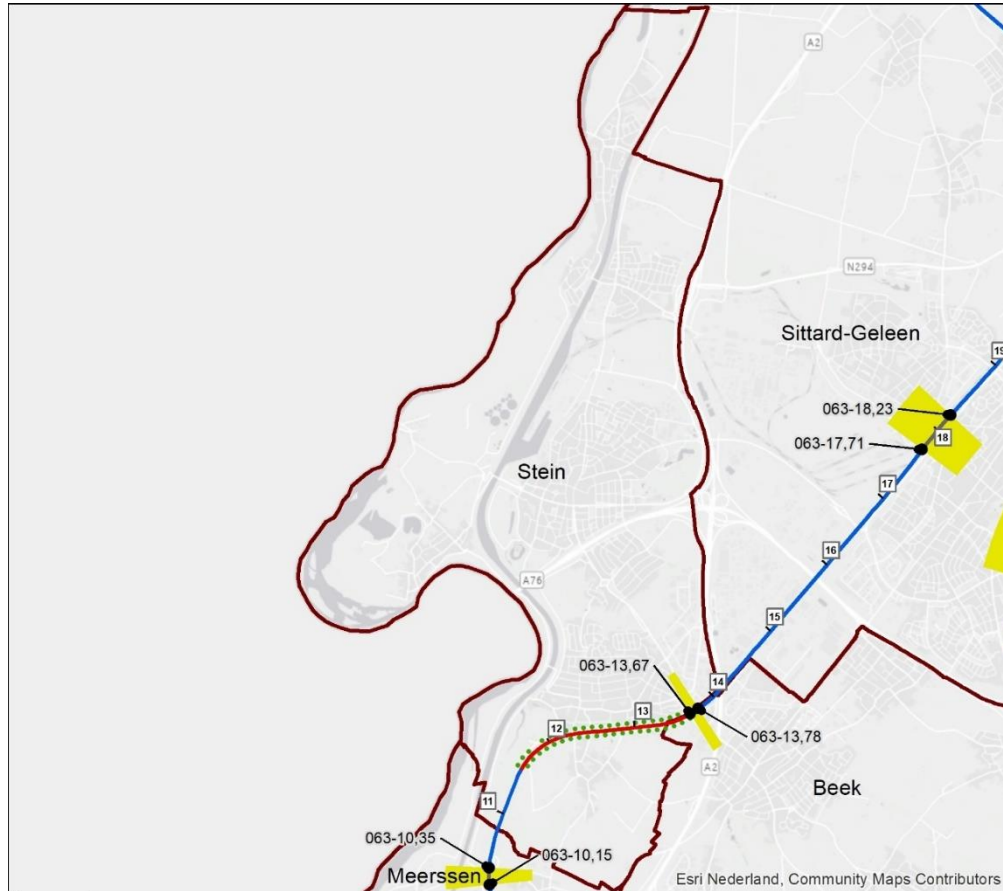 A2
N294
Sittard-Geleen
19
063-18,23
18
063-17,71
17
Stein
16
A76
15
063-13,67
14
13
12
063-13,78
A2
Beek
11
063-10,35
063-10,15
Meerssen
Esri Nederland, Community Maps Contributors